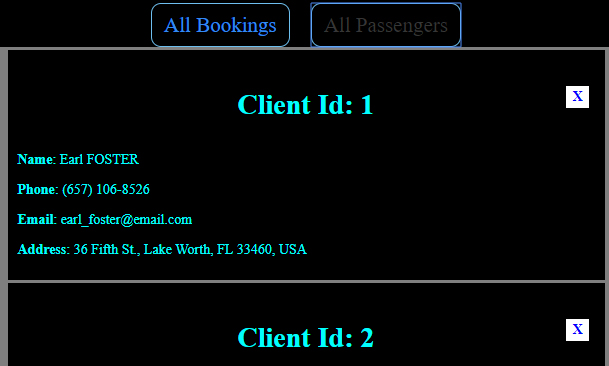 All Bookings All Passengers
Client Id: 1
X
Name: Earl FOSTER
Phone: (657) 106-8526
Email: earl_foster@email.com
Address: 36 Fifth St., Lake Worth, FL 33460, USA
Client Id: 2
X